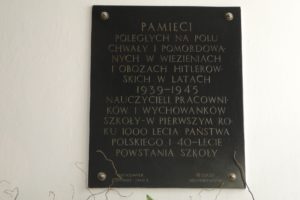 PAMIĘCI
POLEGŁYCH NA POLU
CHWAŁY I POMORDOWA-
NYCH W WIĘZIENIACH
I OBOZACH HITLEROW-
SKICH W LATACH
1939–1945
NAUCZYCIELI, PRACOWNI-
KÓW I WYCHOWANKÓW
SZKOŁY–W PIERWSZYM RO-
KU 1000 LECIA PAŃSTWA
POLSKIEGO I 40–LECIE
POWSTANIA SZKOŁY